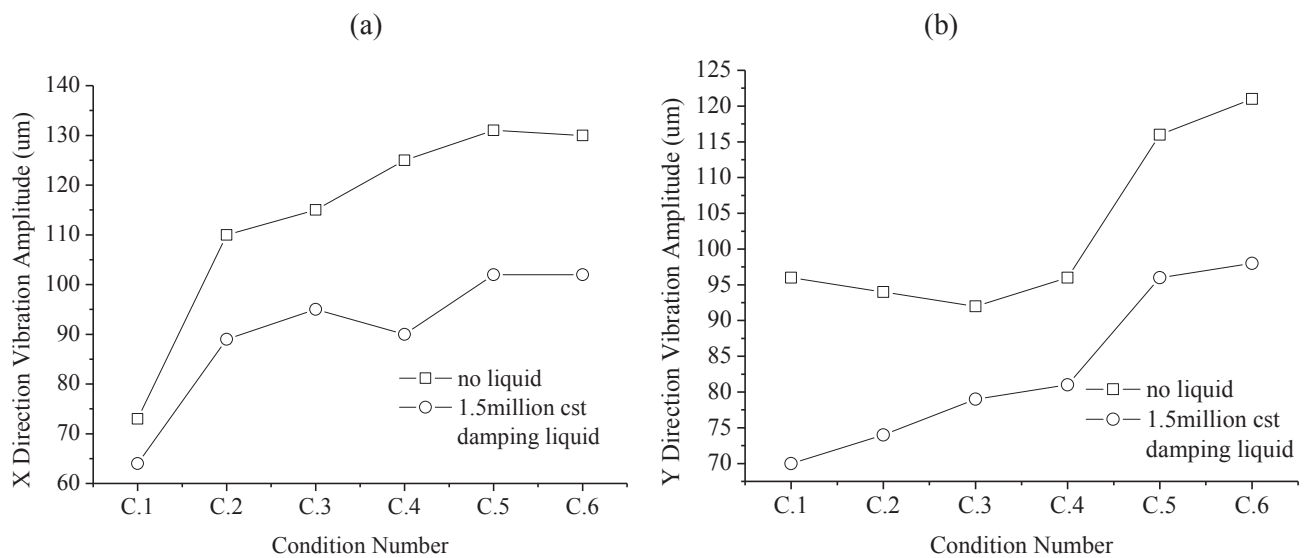 (a)
X Direction Vibration Amplitude (um)
140
130
120
110
100
90
80
70
60
no liquid
1.5million cst
damping liquid
C.1 C.2 C.3 C.4 C.5 C.6
Condition Number
(b)
Y Direction Vibration Amplitude (um)
125
120
115
110
105
100
95
90
85
80
75
70
no liquid
1.5million cst
damping liquid
C.1 C.2 C.3 C.4 C.5 C.6
Condition Number